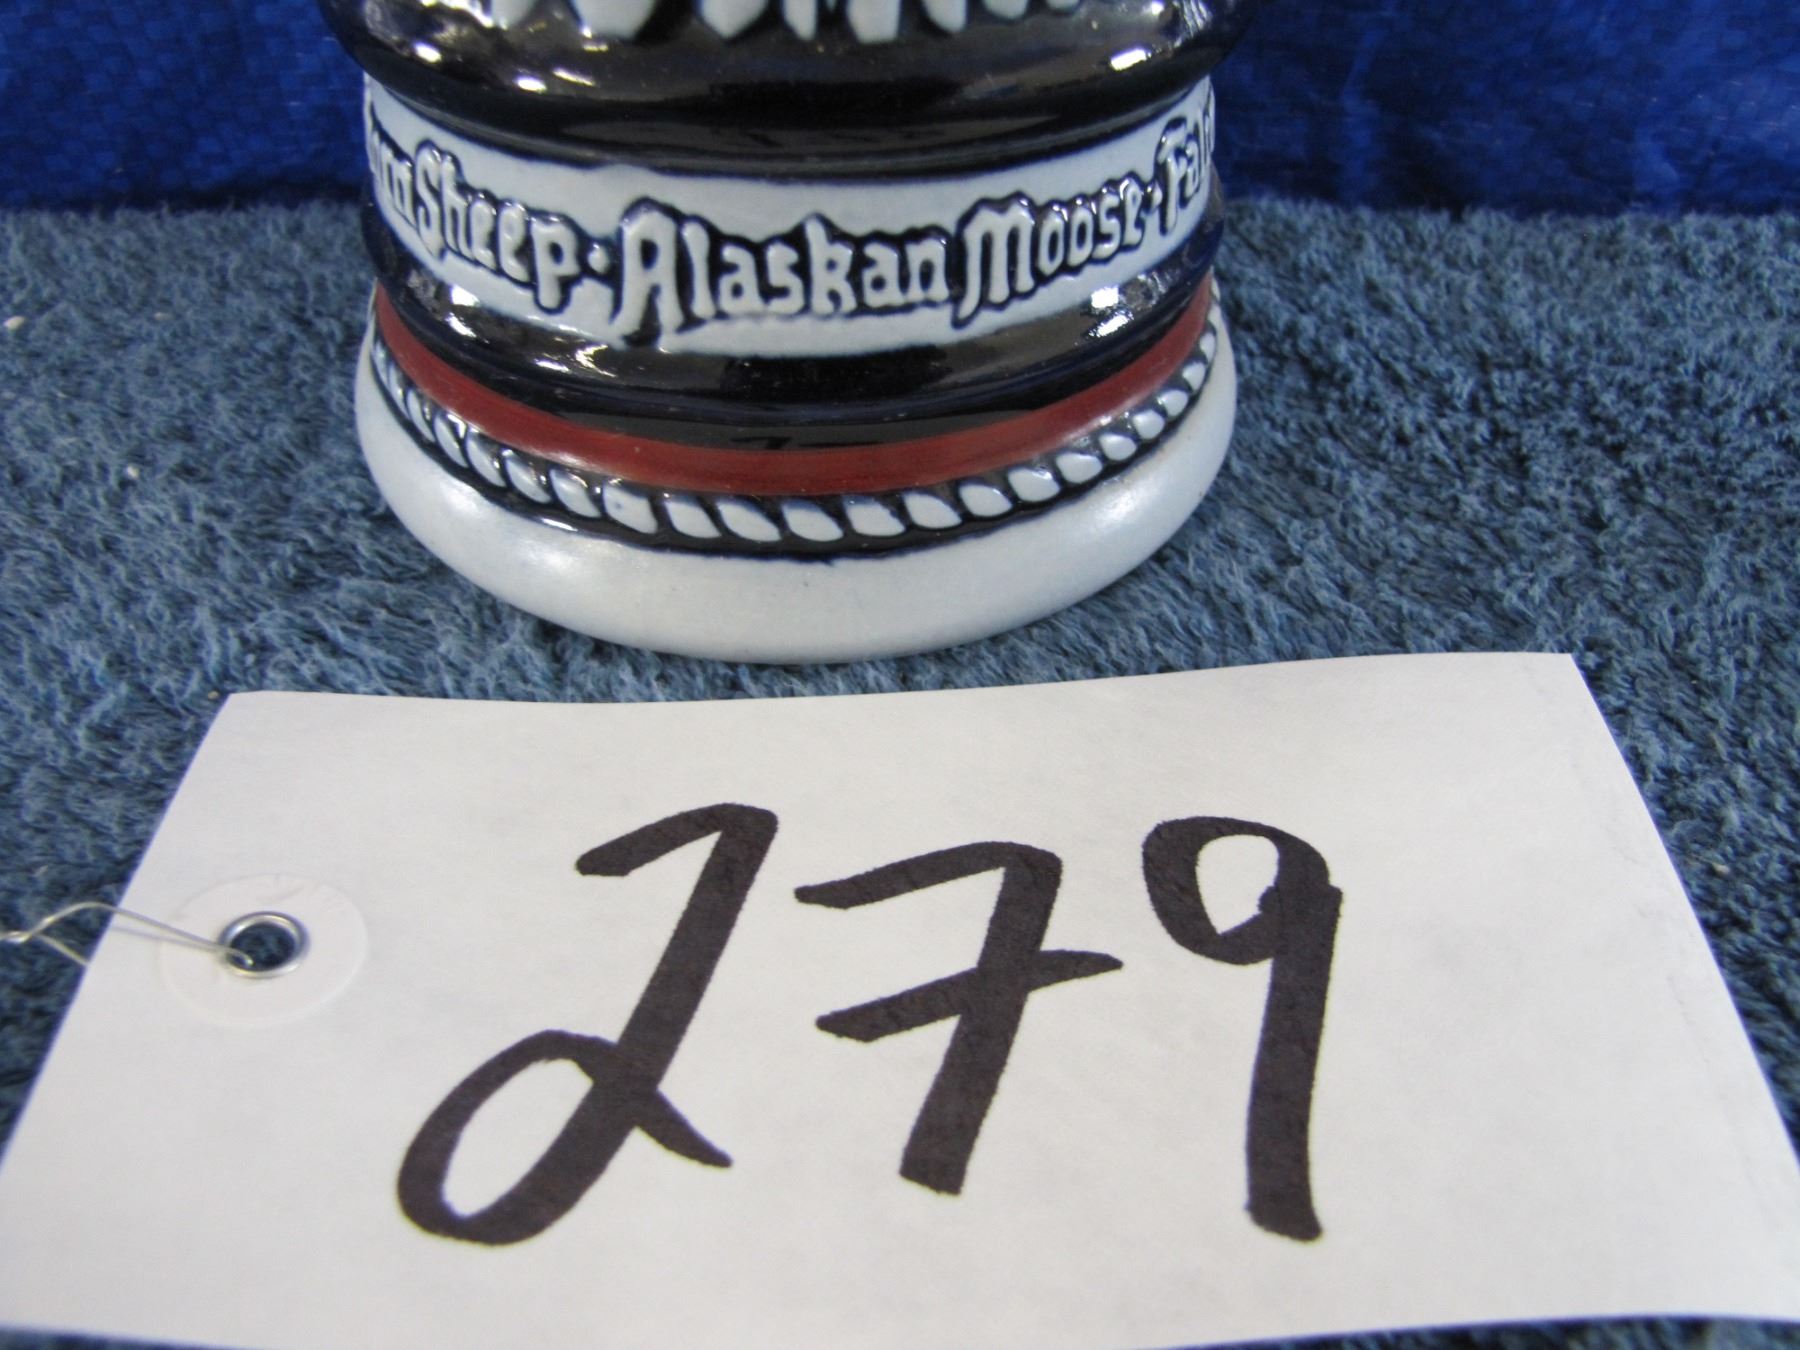 Sheep · Alaskan Moose ·
279